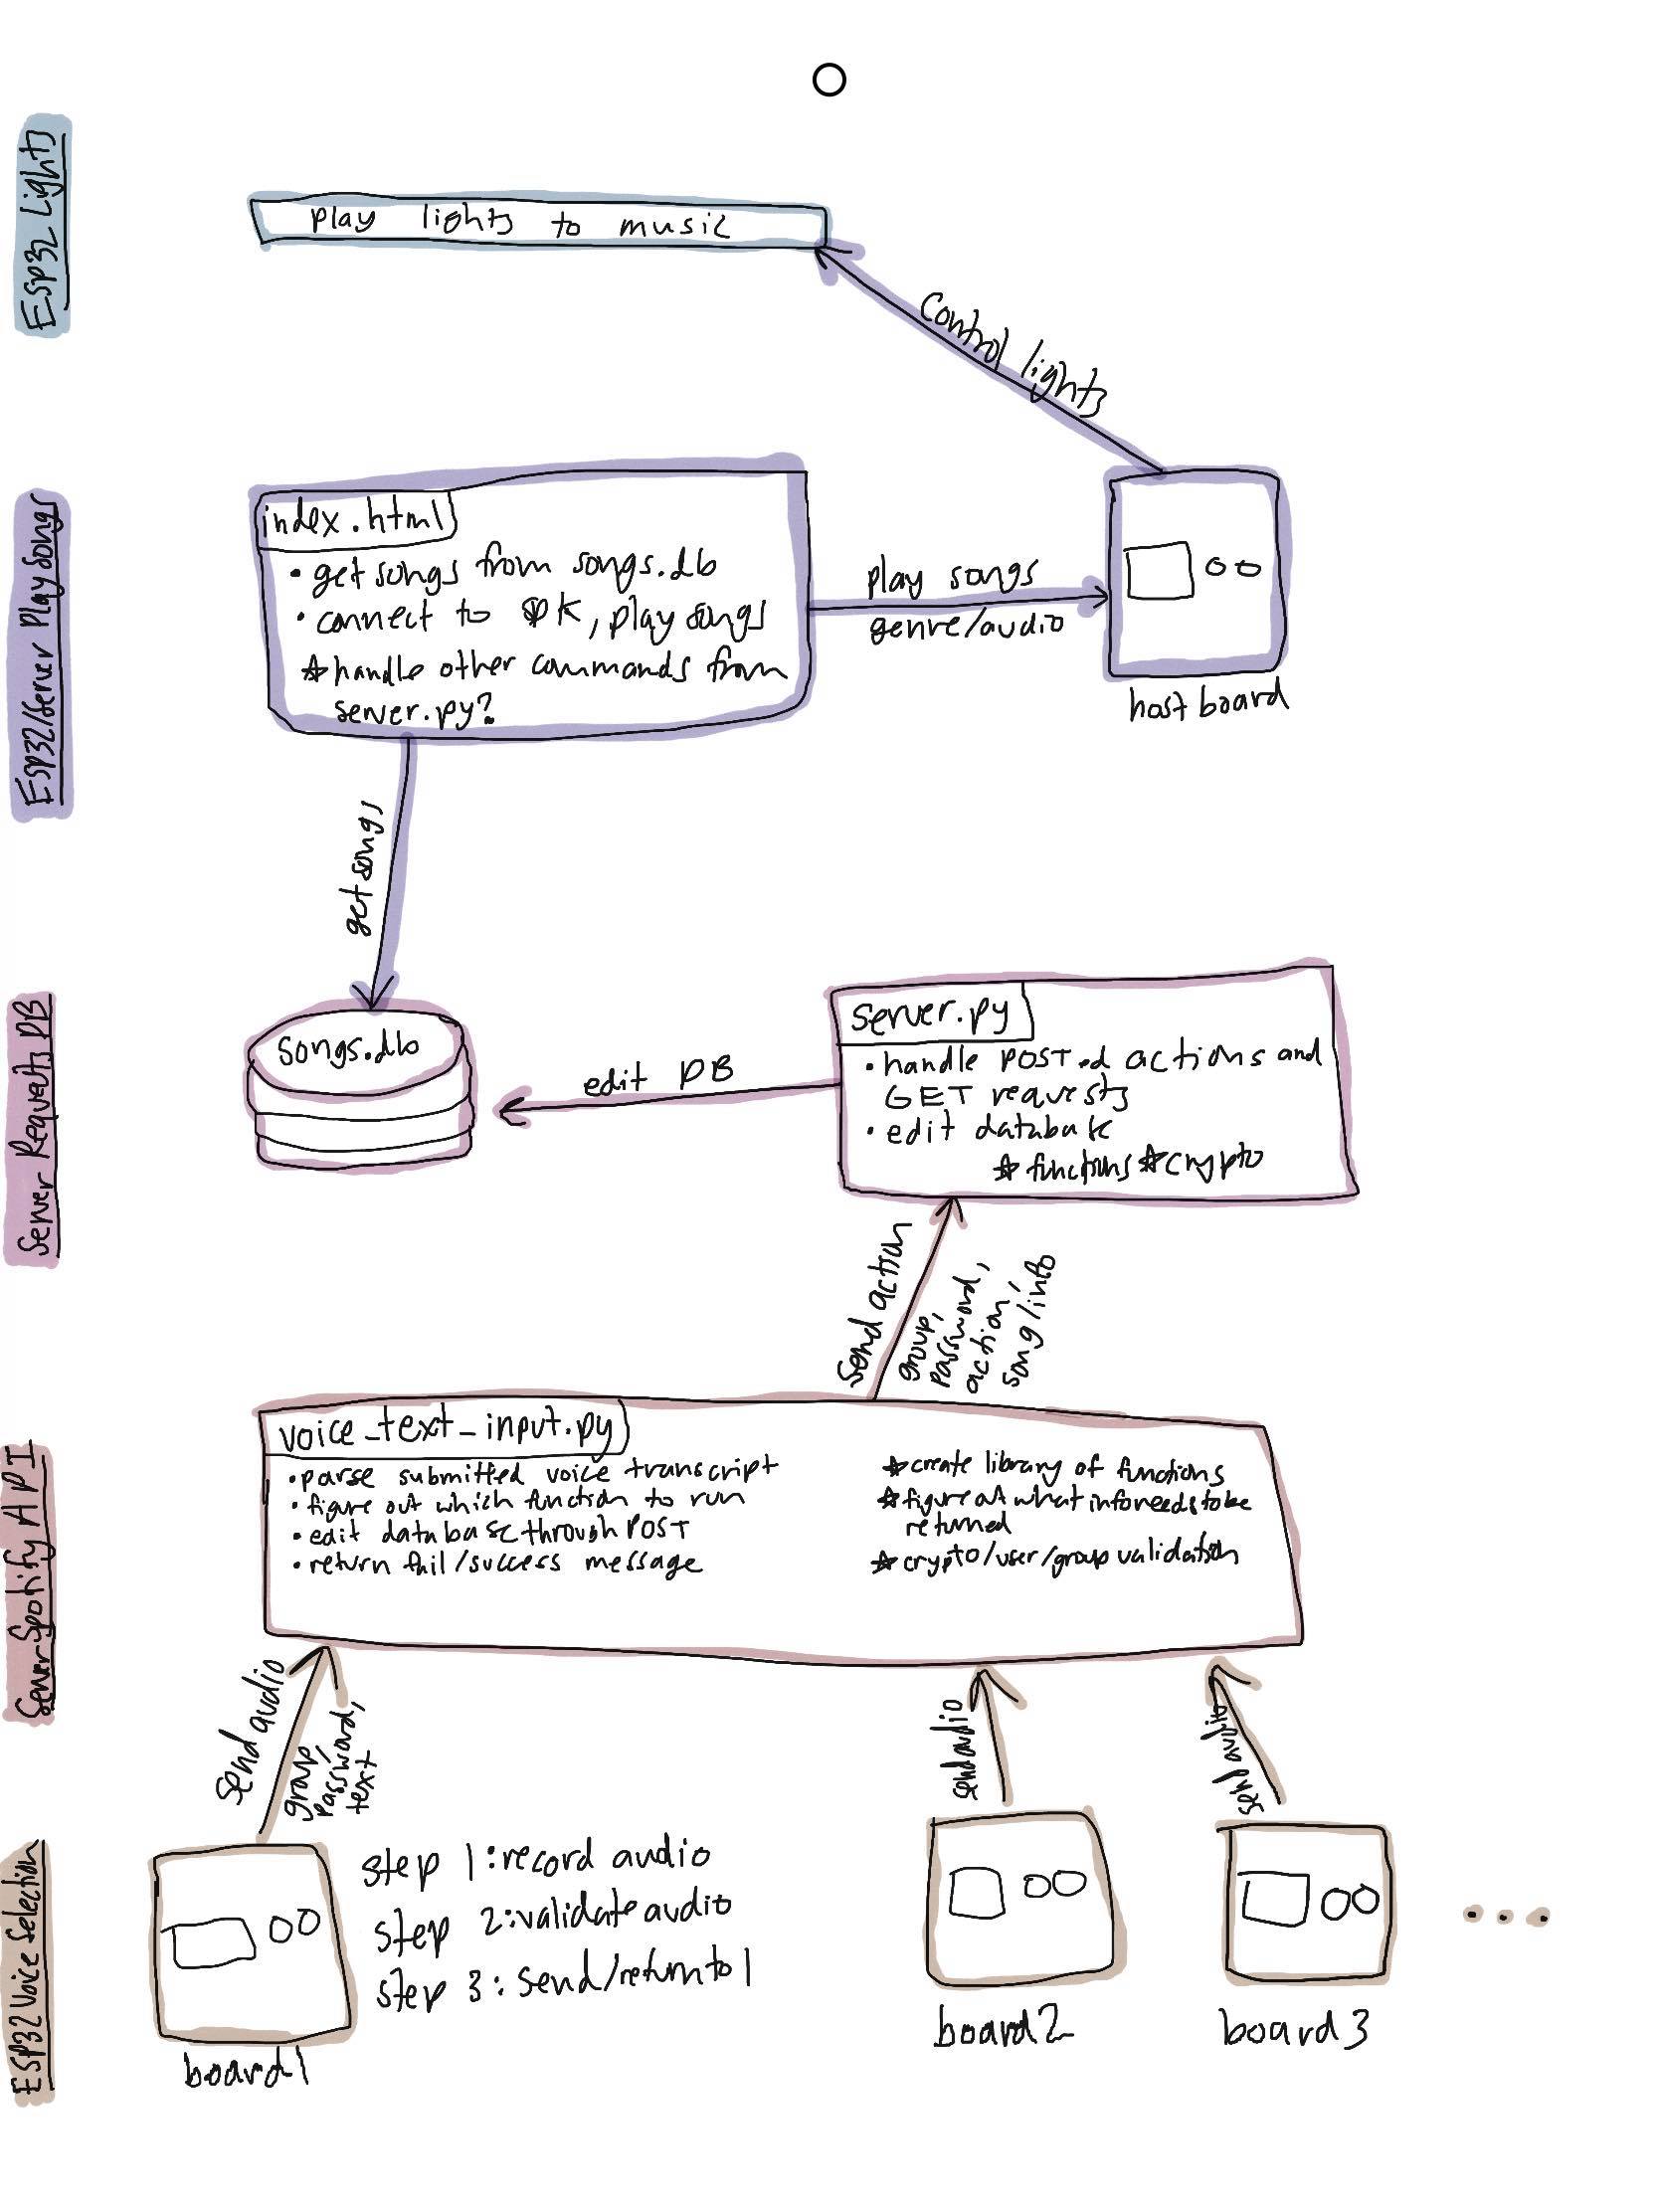 Esp32 Lights
play lights to music
Control lights
Esp32/Server Play Songs
index.html
• get songs from songs.db
• connect to SDK, play songs
☆ handle other commands from
server.py?
play songs
genre/audio
host board
get songs
Server Requests DB
songs.db
edit DB
server.py
• handle POSTed actions and
GET requests
• edit database
☆ functions ☆ crypto
send action
group,
password,
action,
song/info
Server Spotify API
voice_text_input.py
• parse submitted voice transcript
• figure out which function to run
• edit database through POST
• return fail/success message
☆ create library of functions
☆ figure out what info needs to be
returned
☆ crypto/user/group validation
send audio
group,
password,
text
send audio
send audio
ESP32 Voice Selection
step 1: record audio
step 2: validate audio
step 3: send/return to 1
board1
board2
board3
...